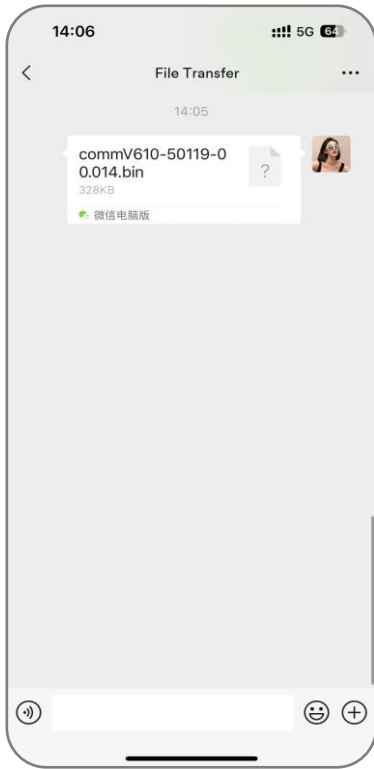 14:06
5G 64
File Transfer
14:05
commV610-50119-0
0.014.bin
?
328KB
微信电脑版